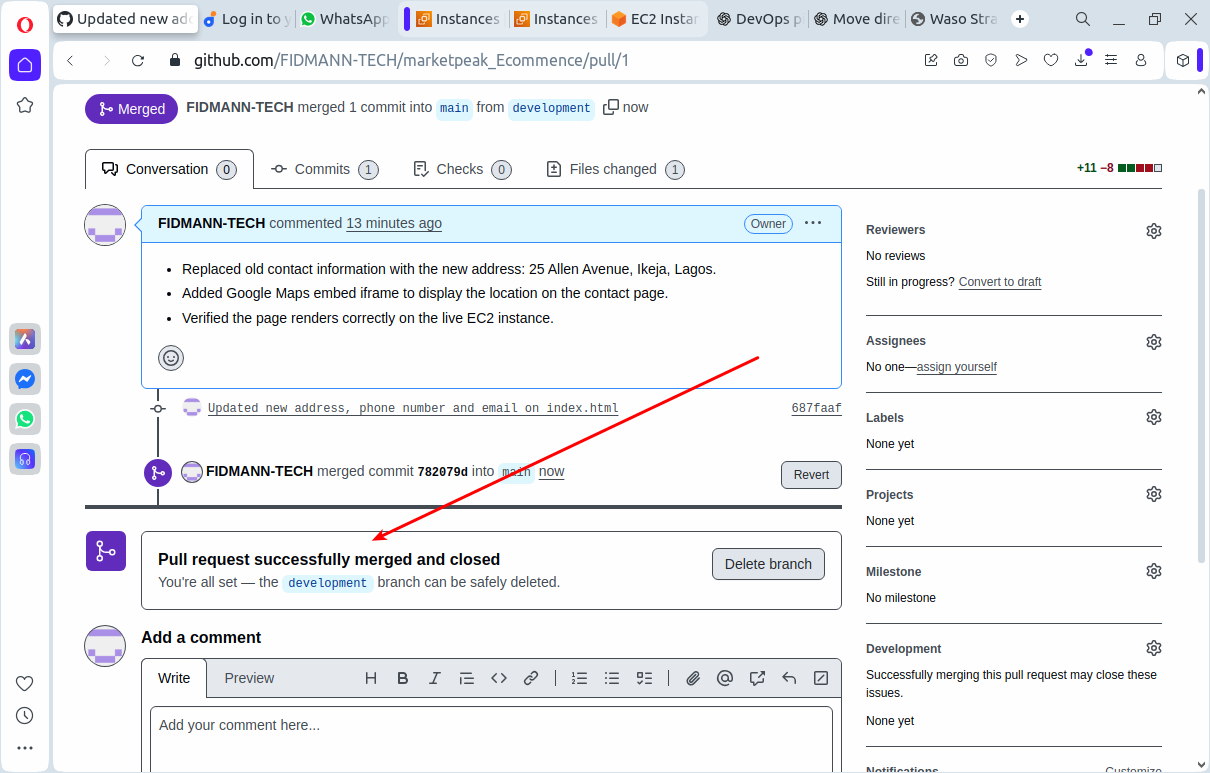 Updated new add
Log in to y
WhatsApp
Instances
Instances
EC2 Instan
DevOps p
Move dire
Waso Stra
github.com/FIDMANN-TECH/marketpeak_Ecommence/pull/1
Merged
FIDMANN-TECH merged 1 commit into main from development now
Conversation 0
Commits 1
Checks 0
Files changed 1
+11 −8
FIDMANN-TECH commented 13 minutes ago
Owner
• Replaced old contact information with the new address: 25 Allen Avenue, Ikeja, Lagos.
• Added Google Maps embed iframe to display the location on the contact page.
• Verified the page renders correctly on the live EC2 instance.
Updated new address, phone number and email on index.html
687faaf
FIDMANN-TECH merged commit 782079d into main now
Revert
Pull request successfully merged and closed
You're all set — the development branch can be safely deleted.
Delete branch
Add a comment
Write
Preview
Add your comment here...
Reviewers
No reviews
Still in progress? Convert to draft
Assignees
No one—assign yourself
Labels
None yet
Projects
None yet
Milestone
No milestone
Development
Successfully merging this pull request may close these
issues.
None yet
Notifications
Customize